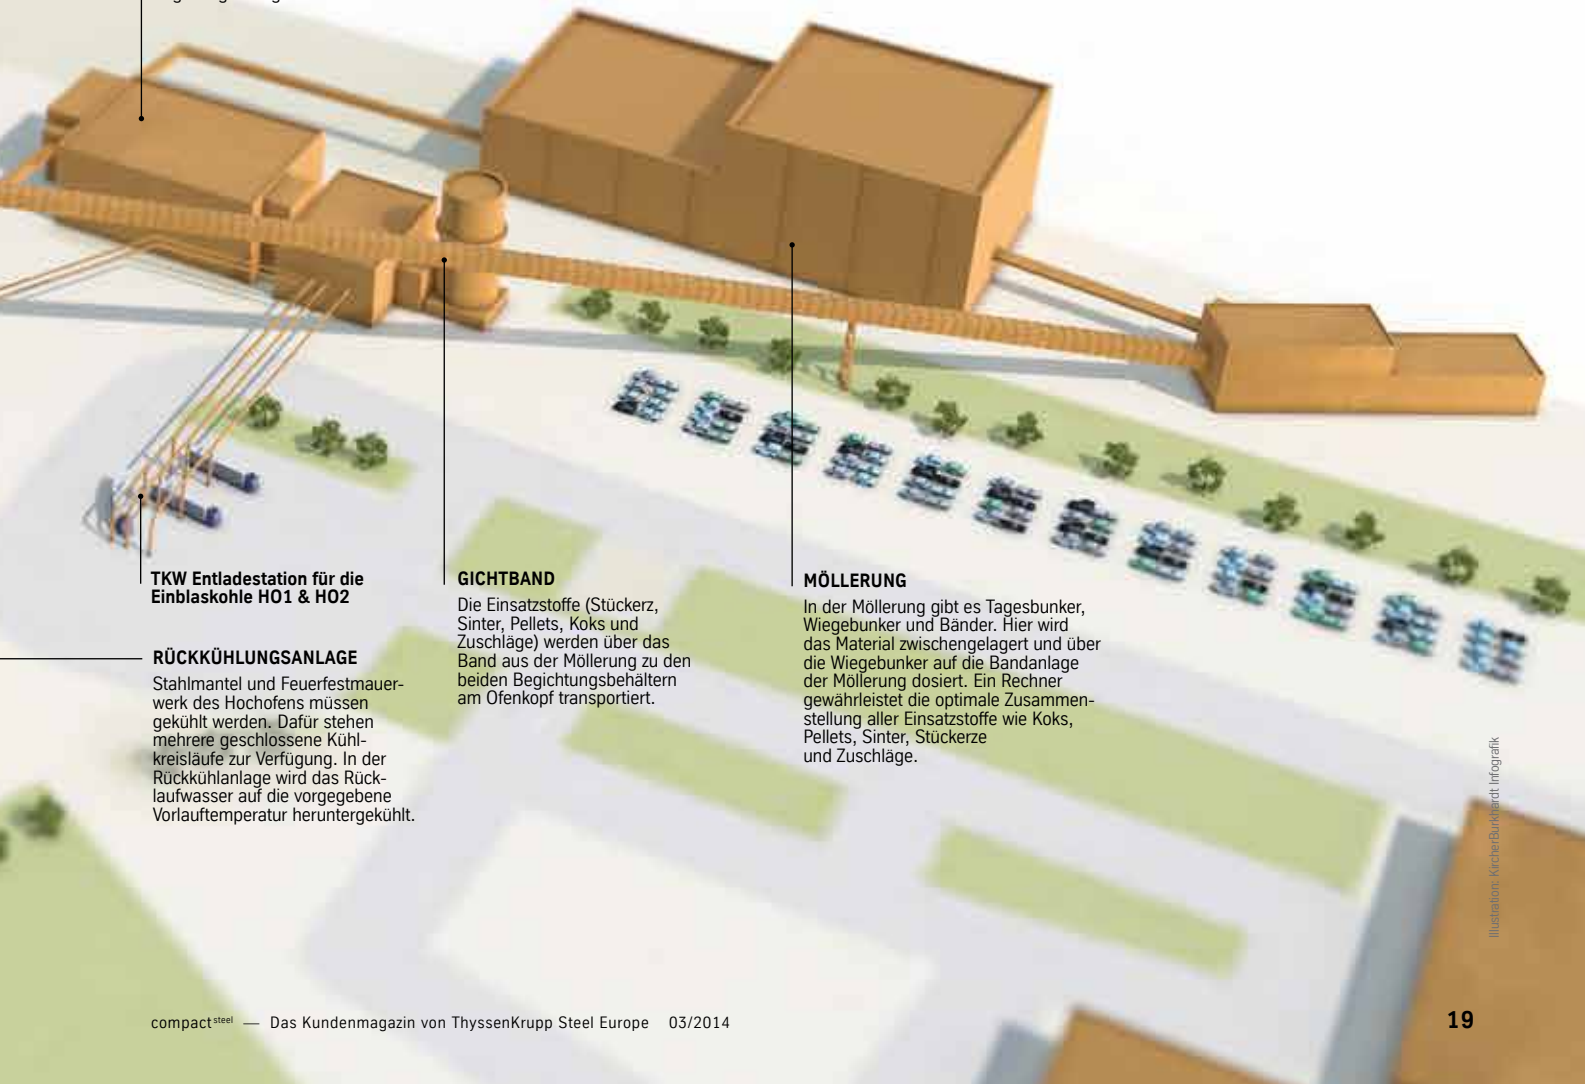 TKW Entladestation für die
Einblaskohle HO1 & HO2
RÜCKKÜHLUNGSANLAGE
Stahlmantel und Feuerfestmauer-
werk des Hochofens müssen
gekühlt werden. Dafür stehen
mehrere geschlossene Kühl-
kreisläufe zur Verfügung. In der
Rückkühlanlage wird das Rück-
laufwasser auf die vorgegebene
Vorlauftemperatur heruntergekühlt.
GICHTBAND
Die Einsatzstoffe (Stückerz,
Sinter, Pellets, Koks und
Zuschläge) werden über das
Band aus der Möllerung zu den
beiden Begichtungsbehältern
am Ofenkopf transportiert.
MÖLLERUNG
In der Möllerung gibt es Tagesbunker,
Wiegebunker und Bänder. Hier wird
das Material zwischengelagert und über
die Wiegebunker auf die Bandanlage
der Möllerung dosiert. Ein Rechner
gewährleistet die optimale Zusammen-
stellung aller Einsatzstoffe wie Koks,
Pellets, Sinter, Stückerze
und Zuschläge.
Illustration: KircherBurkhardt Infografik
compact steel — Das Kundenmagazin von ThyssenKrupp Steel Europe 03/2014
19